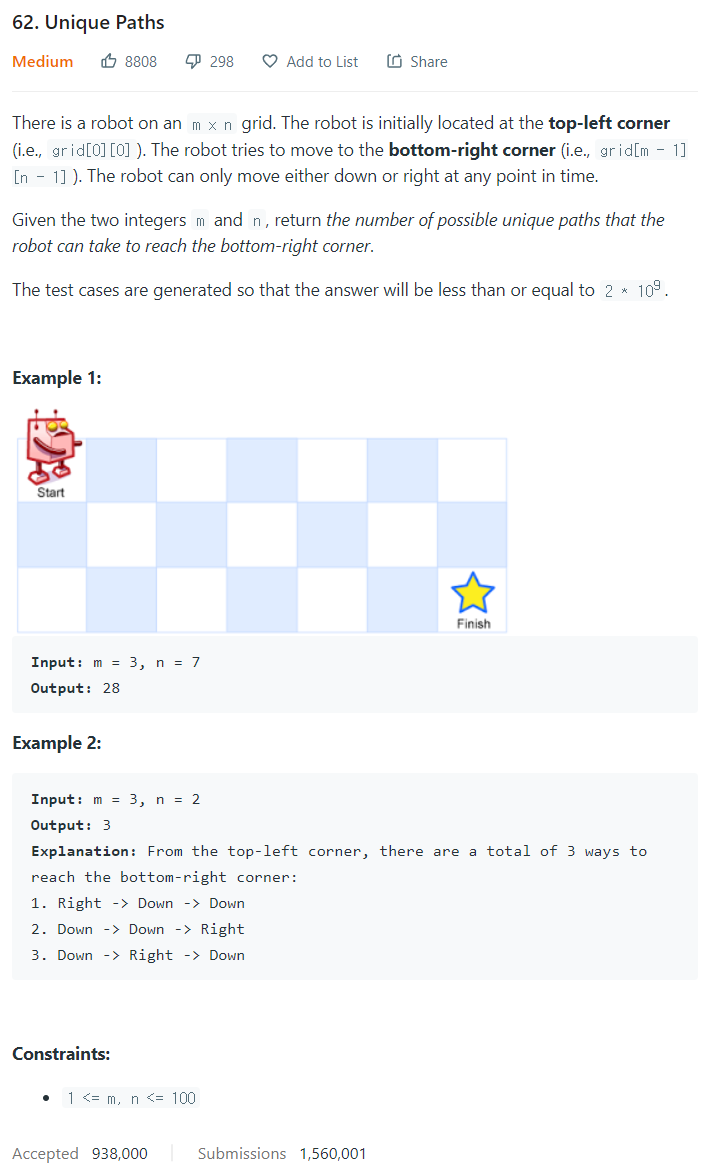 62. Unique Paths
Medium 8808 298 Add to List Share
There is a robot on an m x n grid. The robot is initially located at the top-left corner
(i.e., grid[0][0] ). The robot tries to move to the bottom-right corner (i.e., grid[m - 1]
[n - 1] ). The robot can only move either down or right at any point in time.
Given the two integers m and n, return the number of possible unique paths that the
robot can take to reach the bottom-right corner.
The test cases are generated so that the answer will be less than or equal to 2 * 10⁹.
Example 1:
Start
Finish
Input: m = 3, n = 7
Output: 28
Example 2:
Input: m = 3, n = 2
Output: 3
Explanation: From the top-left corner, there are a total of 3 ways to
reach the bottom-right corner:
1. Right -> Down -> Down
2. Down -> Down -> Right
3. Down -> Right -> Down
Constraints:
• 1 <= m, n <= 100
Accepted 938,000 Submissions 1,560,001